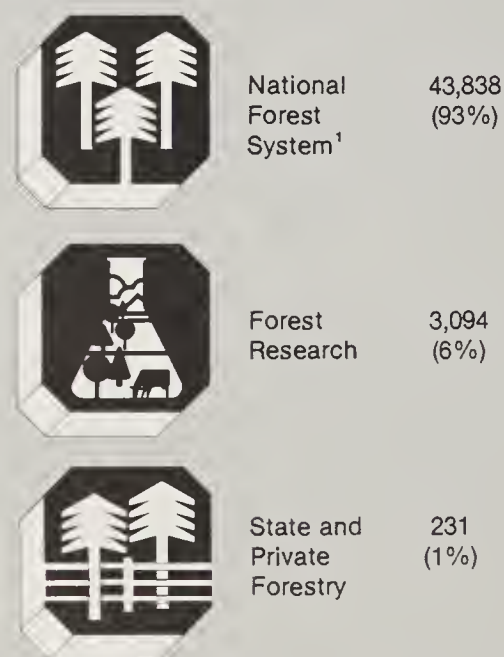 National 43,838
Forest (93%)
System¹
Forest 3,094
Research (6%)
State and 231
Private (1%)
Forestry